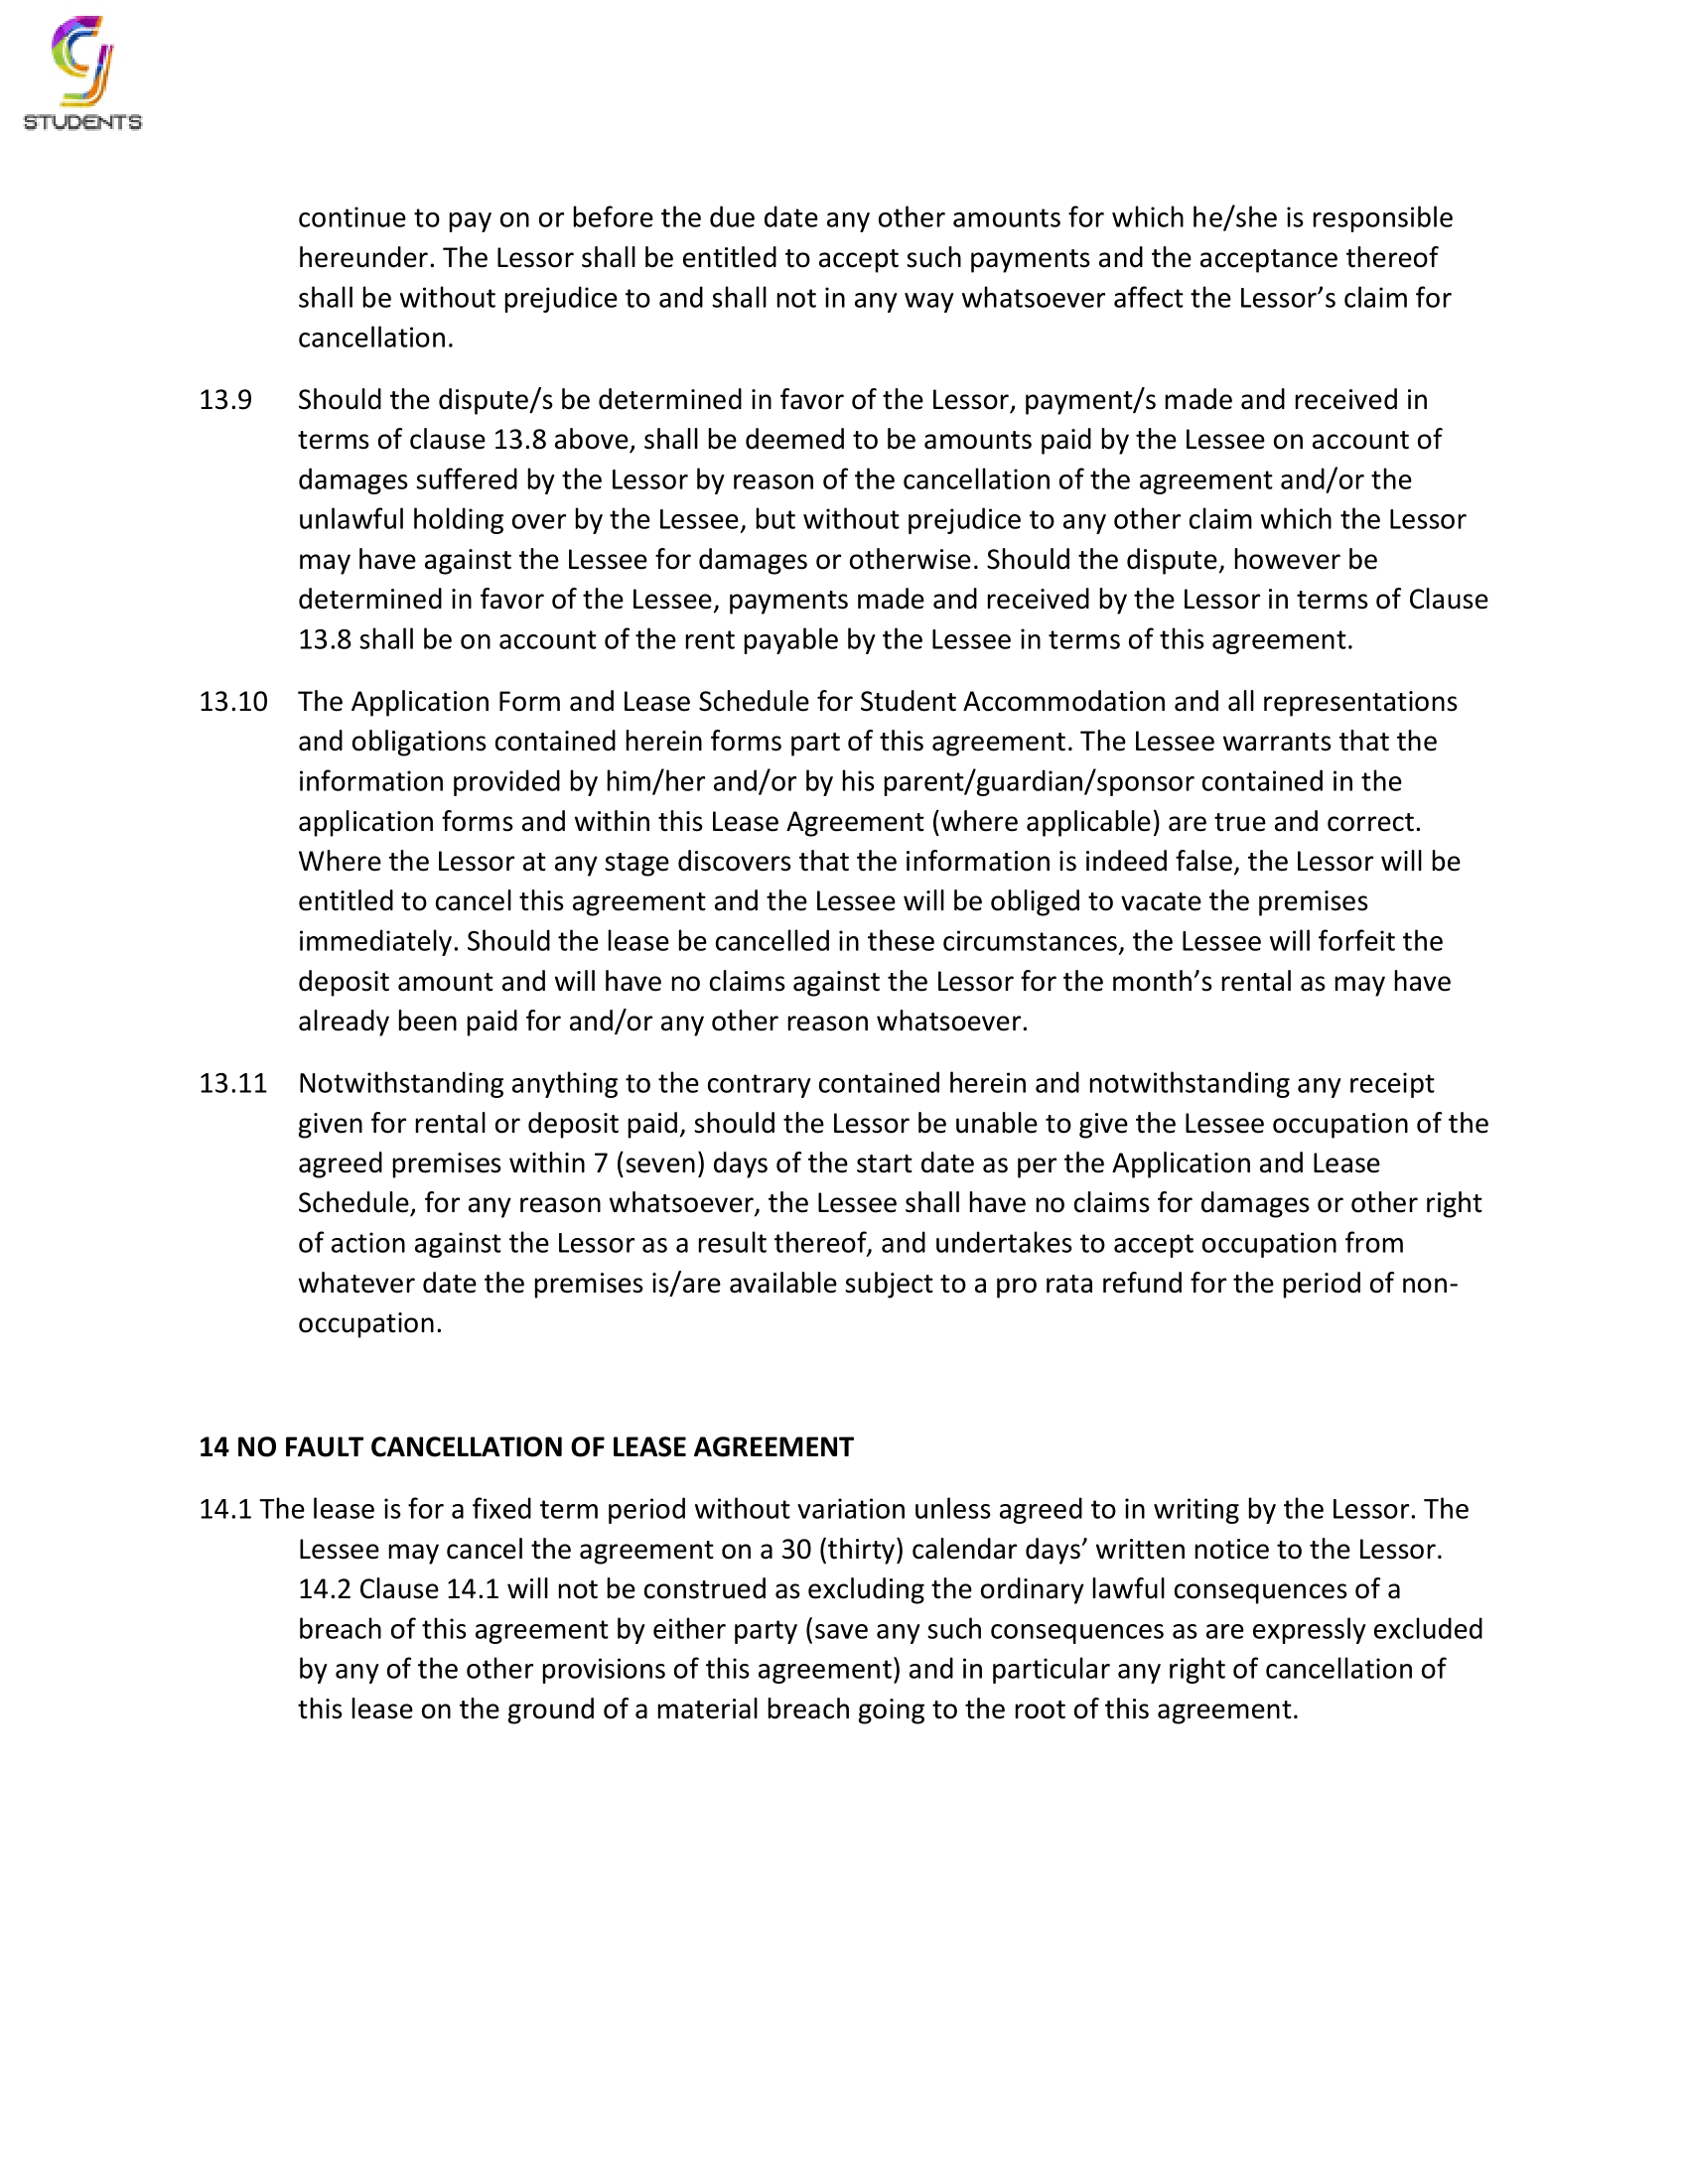 STUDENTS
continue to pay on or before the due date any other amounts for which he/she is responsible
hereunder. The Lessor shall be entitled to accept such payments and the acceptance thereof
shall be without prejudice to and shall not in any way whatsoever affect the Lessor’s claim for
cancellation.
13.9 Should the dispute/s be determined in favor of the Lessor, payment/s made and received in
terms of clause 13.8 above, shall be deemed to be amounts paid by the Lessee on account of
damages suffered by the Lessor by reason of the cancellation of the agreement and/or the
unlawful holding over by the Lessee, but without prejudice to any other claim which the Lessor
may have against the Lessee for damages or otherwise. Should the dispute, however be
determined in favor of the Lessee, payments made and received by the Lessor in terms of Clause
13.8 shall be on account of the rent payable by the Lessee in terms of this agreement.
13.10 The Application Form and Lease Schedule for Student Accommodation and all representations
and obligations contained herein forms part of this agreement. The Lessee warrants that the
information provided by him/her and/or by his parent/guardian/sponsor contained in the
application forms and within this Lease Agreement (where applicable) are true and correct.
Where the Lessor at any stage discovers that the information is indeed false, the Lessor will be
entitled to cancel this agreement and the Lessee will be obliged to vacate the premises
immediately. Should the lease be cancelled in these circumstances, the Lessee will forfeit the
deposit amount and will have no claims against the Lessor for the month’s rental as may have
already been paid for and/or any other reason whatsoever.
13.11 Notwithstanding anything to the contrary contained herein and notwithstanding any receipt
given for rental or deposit paid, should the Lessor be unable to give the Lessee occupation of the
agreed premises within 7 (seven) days of the start date as per the Application and Lease
Schedule, for any reason whatsoever, the Lessee shall have no claims for damages or other right
of action against the Lessor as a result thereof, and undertakes to accept occupation from
whatever date the premises is/are available subject to a pro rata refund for the period of non-
occupation.
14 NO FAULT CANCELLATION OF LEASE AGREEMENT
14.1 The lease is for a fixed term period without variation unless agreed to in writing by the Lessor. The
Lessee may cancel the agreement on a 30 (thirty) calendar days’ written notice to the Lessor.
14.2 Clause 14.1 will not be construed as excluding the ordinary lawful consequences of a
breach of this agreement by either party (save any such consequences as are expressly excluded
by any of the other provisions of this agreement) and in particular any right of cancellation of
this lease on the ground of a material breach going to the root of this agreement.